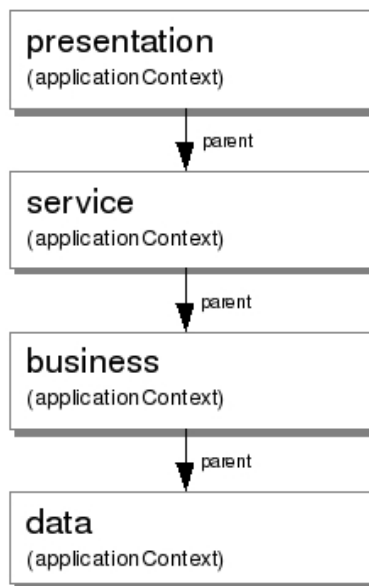 presentation
(applicationContext)
parent
service
(applicationContext)
parent
business
(applicationContext)
parent
data
(applicationContext)